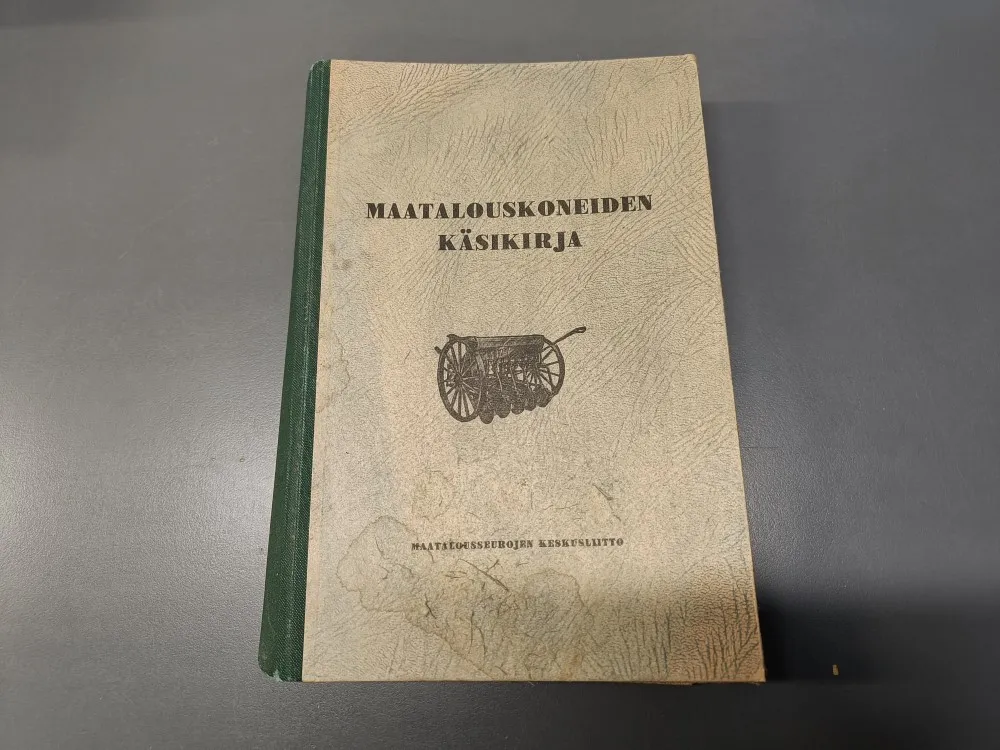 MAATALOUSKONEIDEN
KÄSIKIRJA
MAATALOUSSEUROJEN KESKUSLIITTO